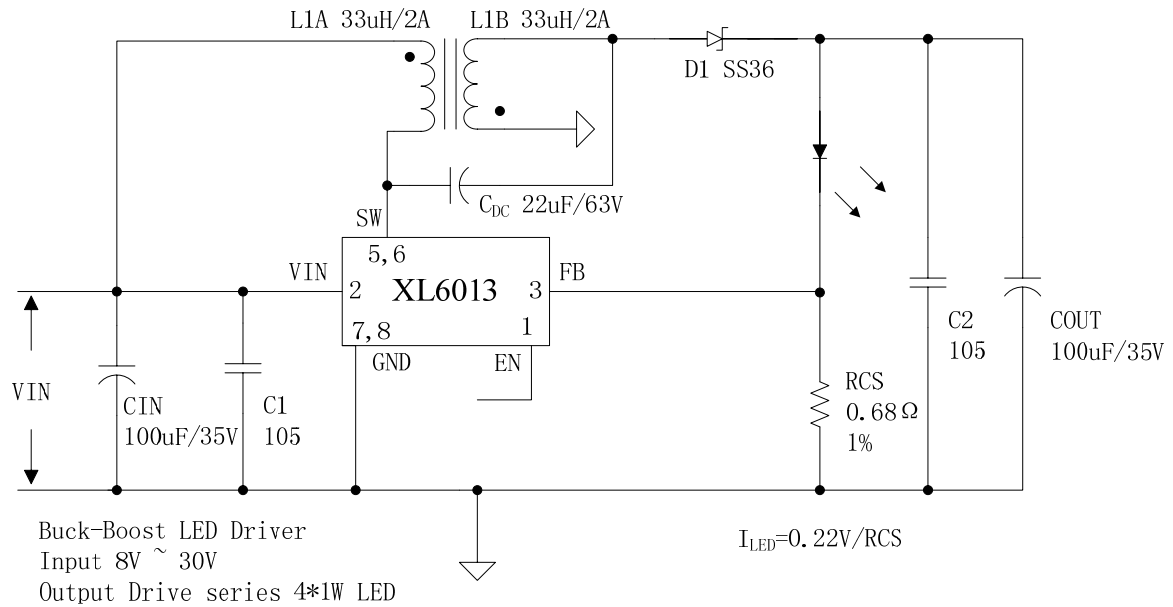 L1A 33uH/2A
L1B 33uH/2A
D1 SS36
CDC 22uF/63V
SW
5,6
VIN
FB
2
XL6013
3
7,8
1
GND
EN
VIN
CIN
100uF/35V
C1
105
RCS
0.68Ω
1%
C2
105
COUT
100uF/35V
Buck-Boost LED Driver
Input 8V ~ 30V
Output Drive series 4*1W LED
ILED=0.22V/RCS